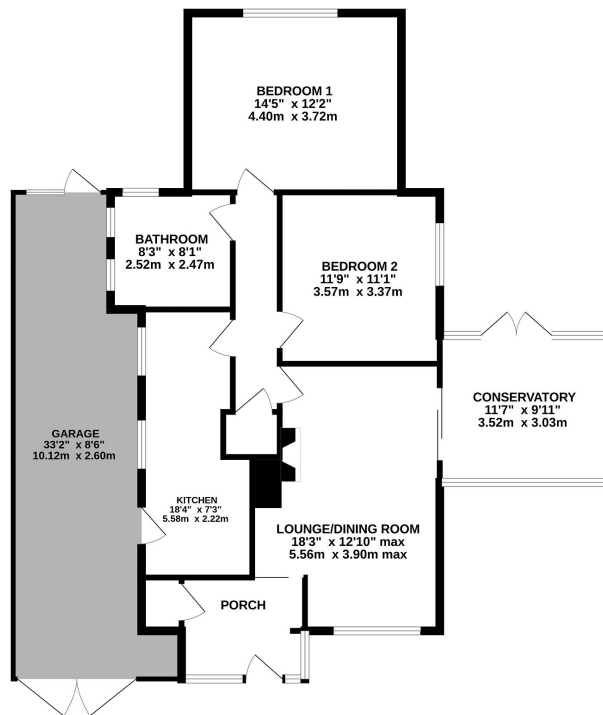 BEDROOM 1
14'5" x 12'2"
4.40m x 3.72m
BATHROOM
8'3" x 8'1"
2.52m x 2.47m
BEDROOM 2
11'9" x 11'1"
3.57m x 3.37m
CONSERVATORY
11'7" x 9'11"
3.52m x 3.03m
GARAGE
33'2" x 8'6"
10.12m x 2.60m
KITCHEN
18'4" x 7'3"
5.58m x 2.22m
LOUNGE/DINING ROOM
18'3" x 12'10" max
5.56m x 3.90m max
PORCH